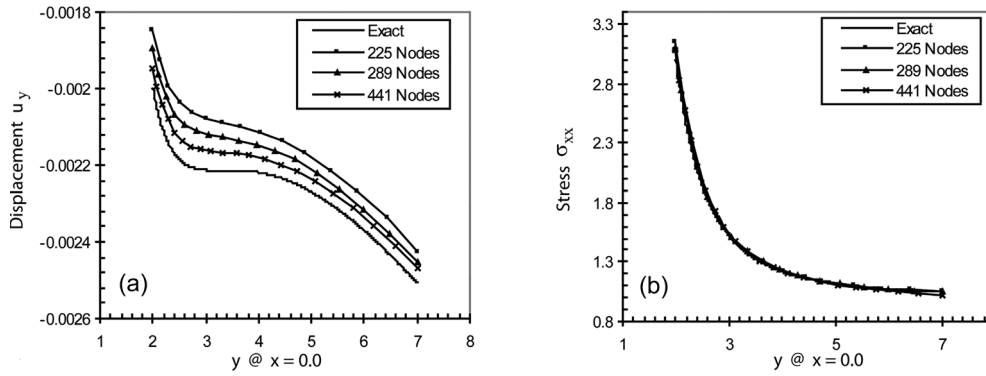 -0.0018
-0.002
-0.0022
-0.0024
-0.0026
Displacement u_y
Exact
225 Nodes
289 Nodes
441 Nodes
(a)
1 2 3 4 5 6 7 8
y @ x = 0.0
3.3
2.8
2.3
1.8
1.3
0.8
Stress σ_xx
Exact
225 Nodes
289 Nodes
441 Nodes
(b)
1 3 5 7
y @ x = 0.0